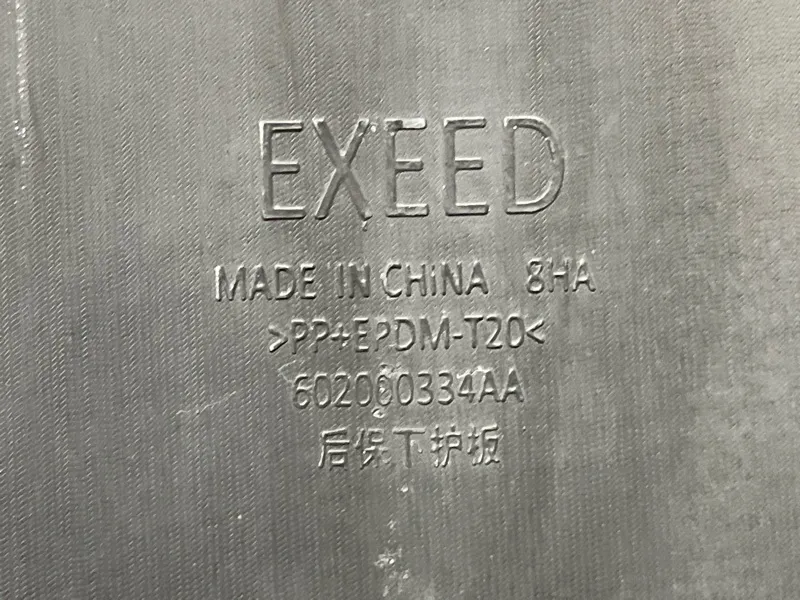 EXEED
MADE IN CHiNA 8HA
>PP+EPDM-T20<
602000334AA
后保下护板